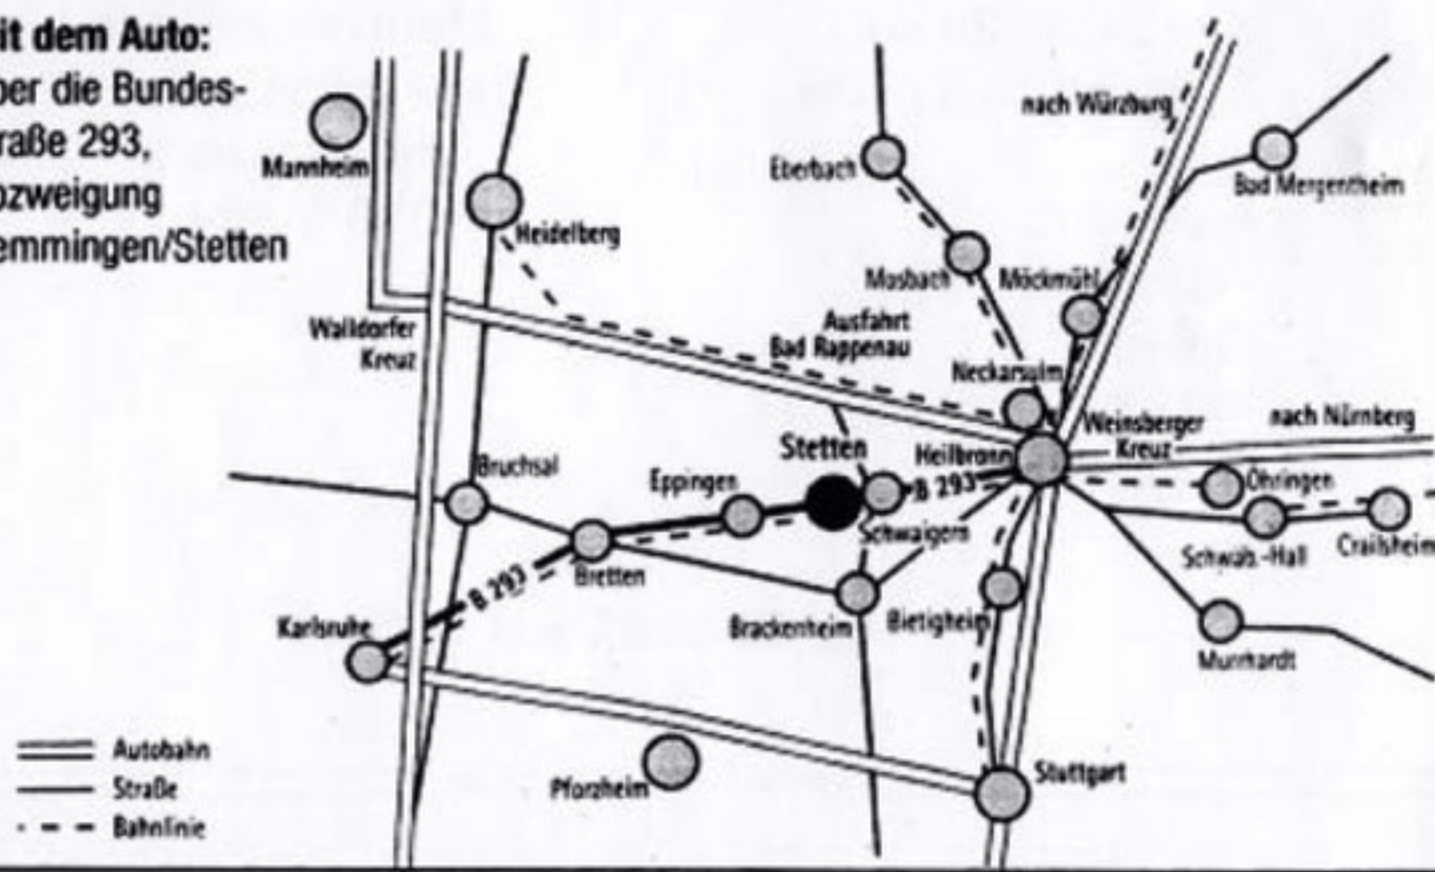 it dem Auto:
ber die Bundes-
raße 293,
bzweigung
emmingen/Stetten
Mannheim
Heidelberg
Walldorfer
Kreuz
nach Würzburg
Eberbach
Bad Mergentheim
Mosbach
Möckmühl
Ausfahrt
Bad Rappenau
Neckarsulm
Weinsberger
Kreuz
nach Nürnberg
Stetten
Heilbronn
Bruchsal
Eppingen
B 293
Öhringen
Schwaigern
Schwäb.-Hall
Crailsheim
Bretten
B 293
Karlsruhe
Brackenheim
Bietigheim
Murrhardt
Pforzheim
Stuttgart
Autobahn
Straße
Bahnlinie